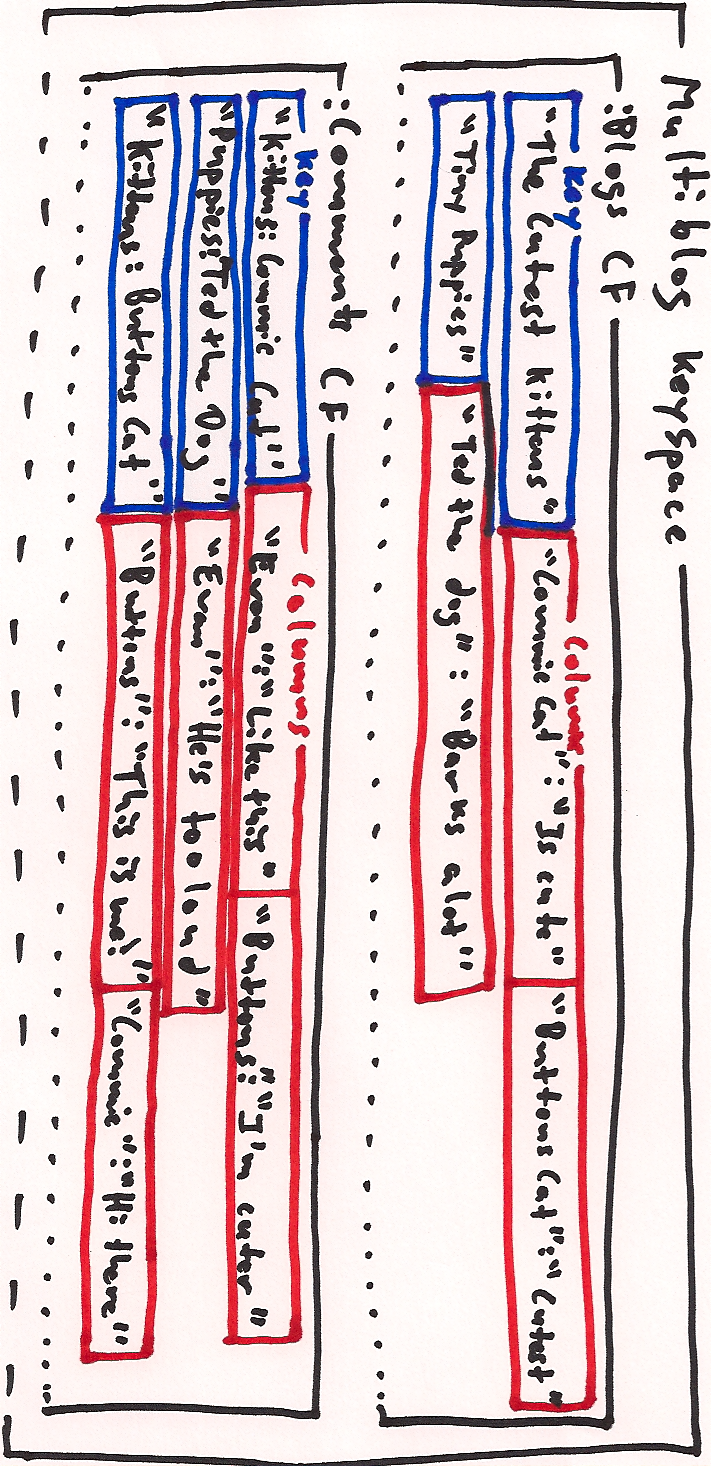 Multiblog keyspace
:Blogs CF
Key
Columns
"The Cutest Kittens" "Commie Cat": "Is cute" "Buttons Cat": "Cutest"
"Tiny Puppies" "Ted the dog": "Barks a lot"
:Comments CF
Key
Columns
"Kittens: Commie Cat" "Evan": "Like this" "Buttons": "I'm cuter"
"Puppies:Ted the Dog" "Evan": "He's too loud"
"Kittens: Buttons Cat" "Buttons": "This is me!" "Commie": "Hi there"